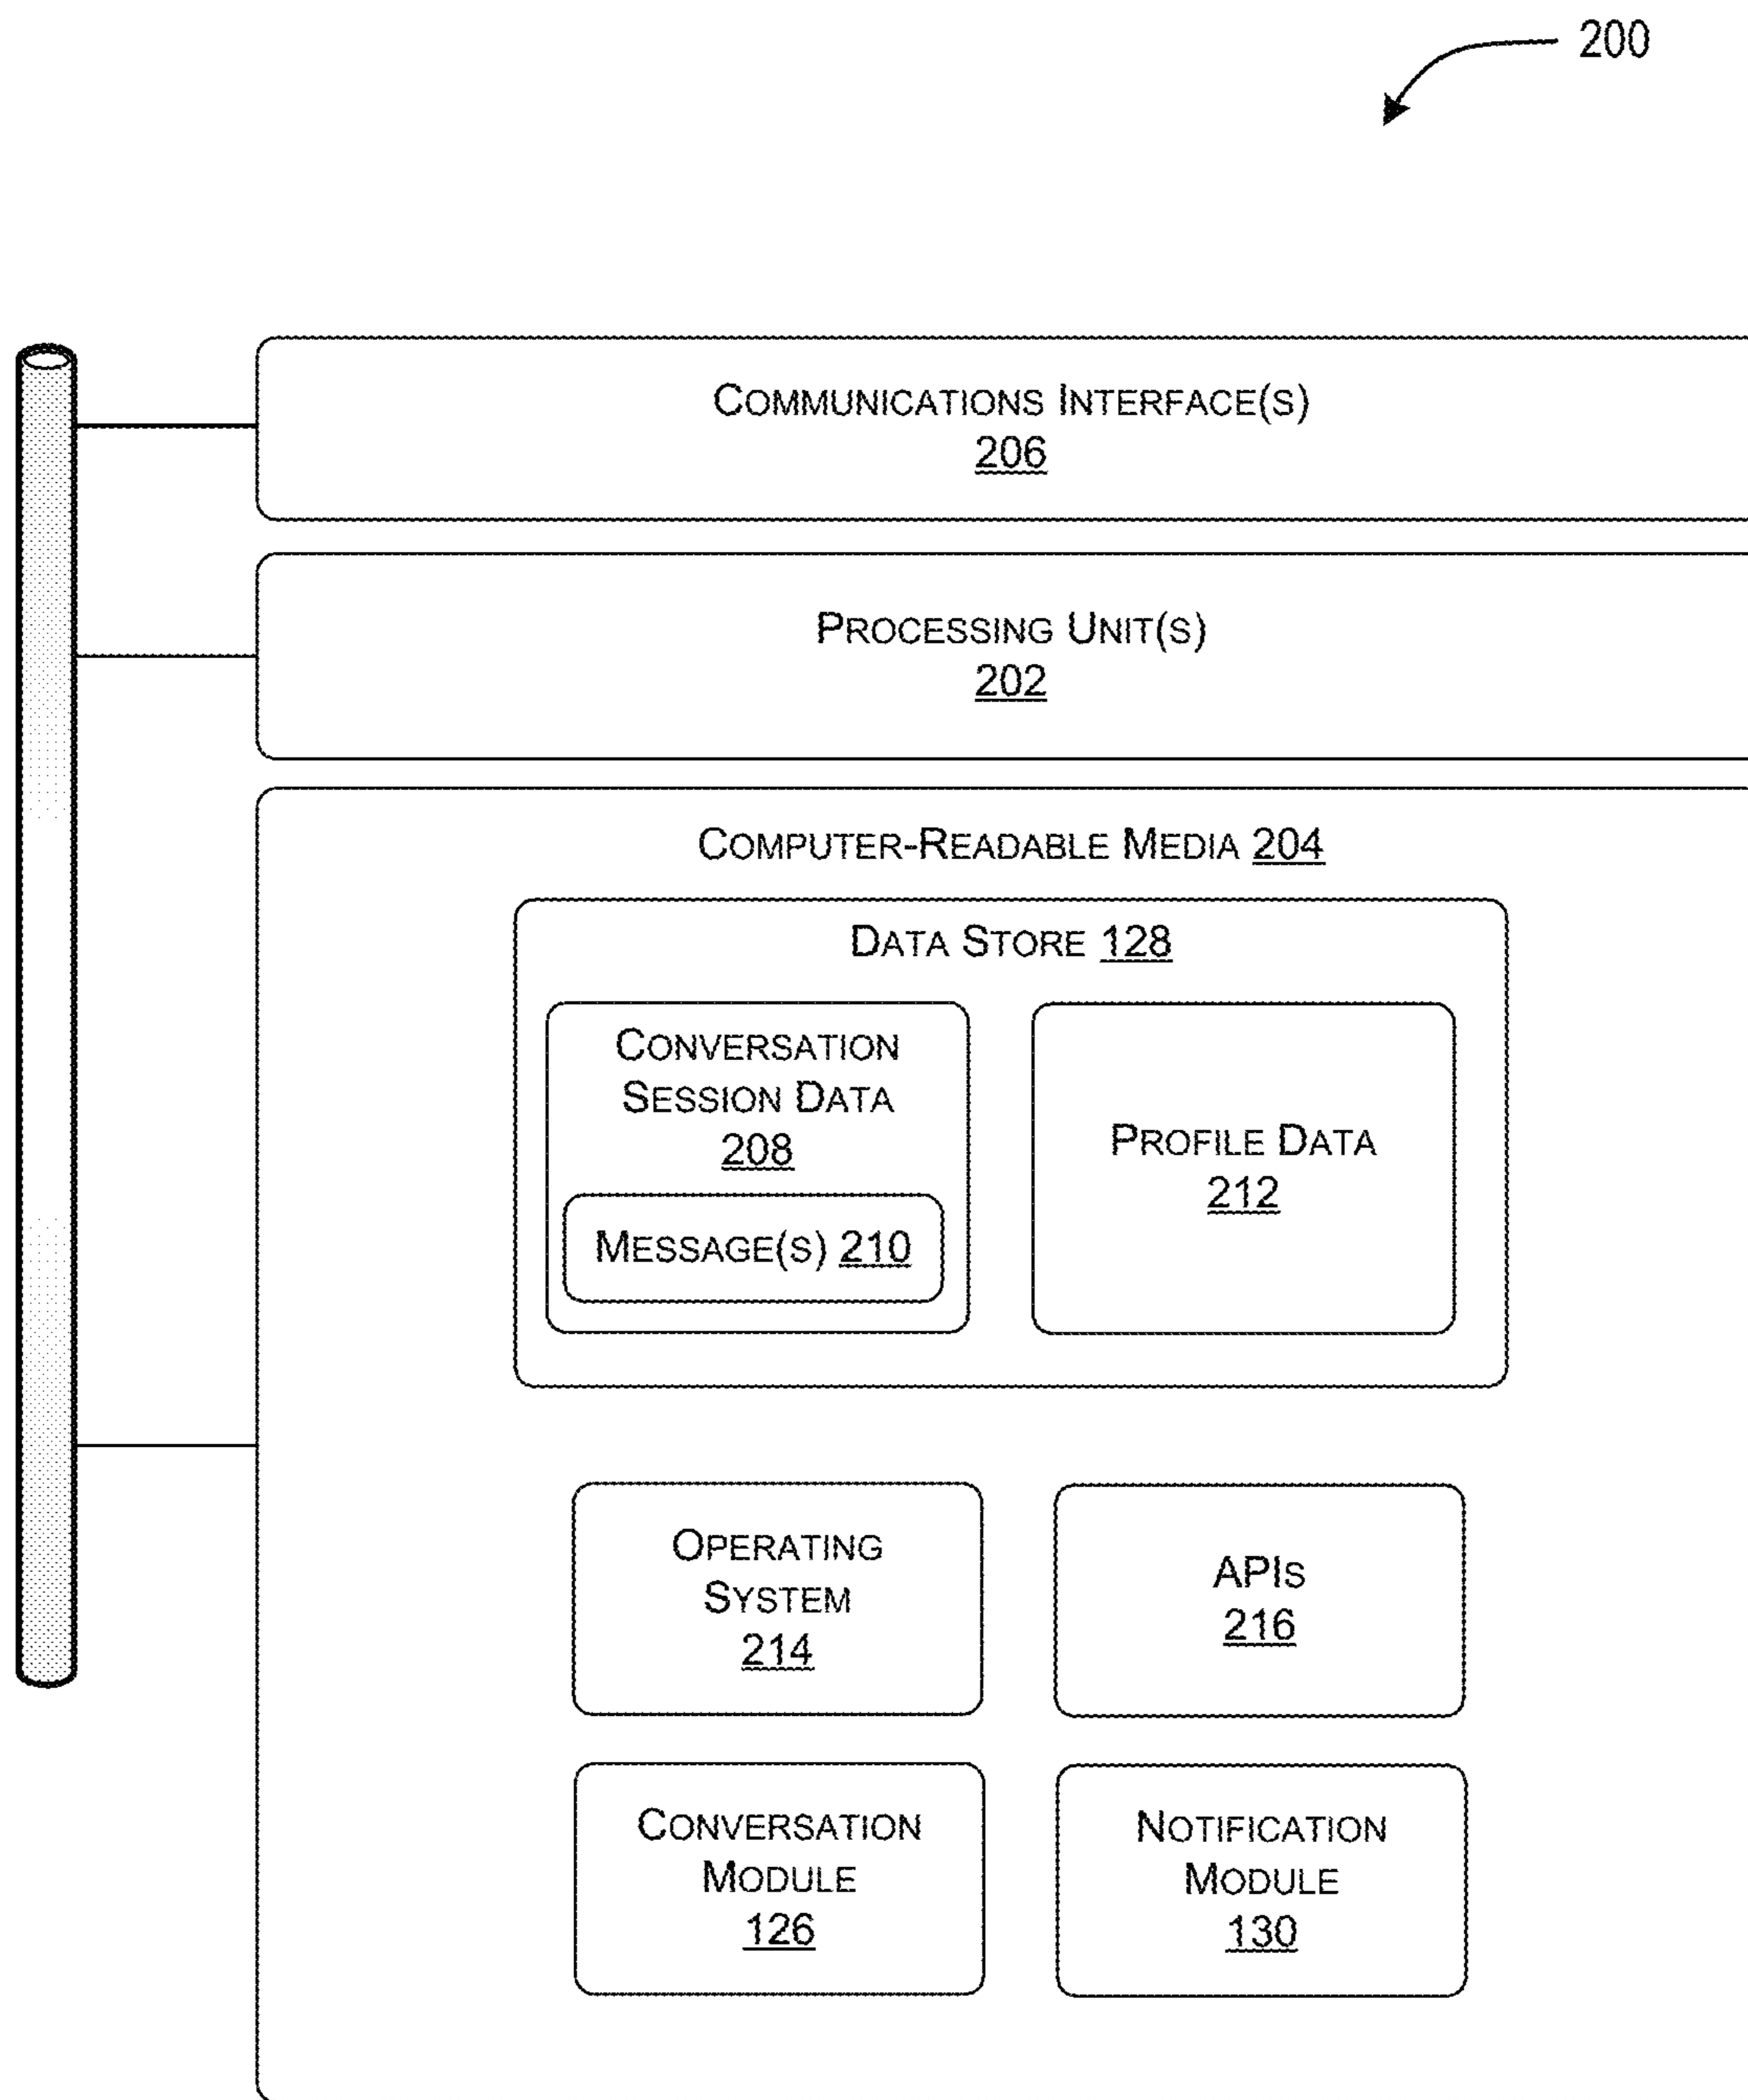 200
COMMUNICATIONS INTERFACE(S)
206
PROCESSING UNIT(S)
202
COMPUTER-READABLE MEDIA 204
DATA STORE 128
CONVERSATION
SESSION DATA
208
MESSAGE(S) 210
PROFILE DATA
212
OPERATING
SYSTEM
214
APIS
216
CONVERSATION
MODULE
126
NOTIFICATION
MODULE
130